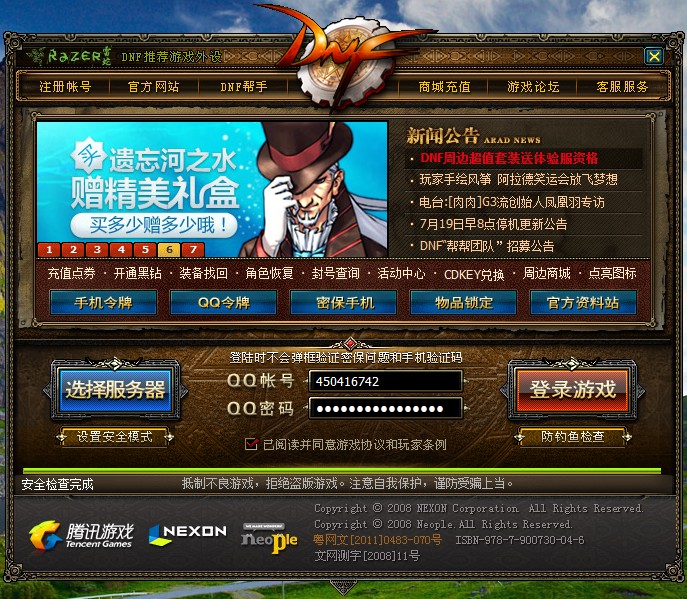 RAZER雷蛇 DNF推荐游戏外设
DNF
注册帐号 官方网站 DNF帮手 商城充值 游戏论坛 客服服务
买 遗忘河之水
赠精美礼盒
买多少赠多少哦！
1 2 3 4 5 6 7
新闻公告 ARAD NEWS
· DNF周边超值套装送体验服资格
· 玩家手绘风筝 阿拉德笑运会放飞梦想
· 电台:[肉肉]G3流创始人凤凰羽专访
· 7月19日早8点停机更新公告
· DNF"帮帮团队" 招募公告
充值点券 · 开通黑钻 · 装备找回 · 角色恢复 · 封号查询 · 活动中心 · CDKEY兑换 · 周边商城 · 点亮图标
手机令牌 QQ令牌 密保手机 物品锁定 官方资料站
登陆时不会弹框验证密保问题和手机验证码
选择服务器 QQ帐号 450416742 登录游戏
QQ密码 ●●●●●●●●●●●●●●●●
设置安全模式 防钓鱼检查
已阅读并同意游戏协议和玩家条例
安全检查完成 抵制不良游戏，拒绝盗版游戏。注意自我保护，谨防受骗上当。
腾讯游戏
Tencent Games
NEXON
WE MAKE WONDERS
neople
Copyright © 2008 NEXON Corporation. All Rights Reserved.
Copyright © 2008 Neople.All Rights Reserved.
粤网文[2011]0483-070号 ISBN-978-7-900730-04-6
文网测字[2008]11号